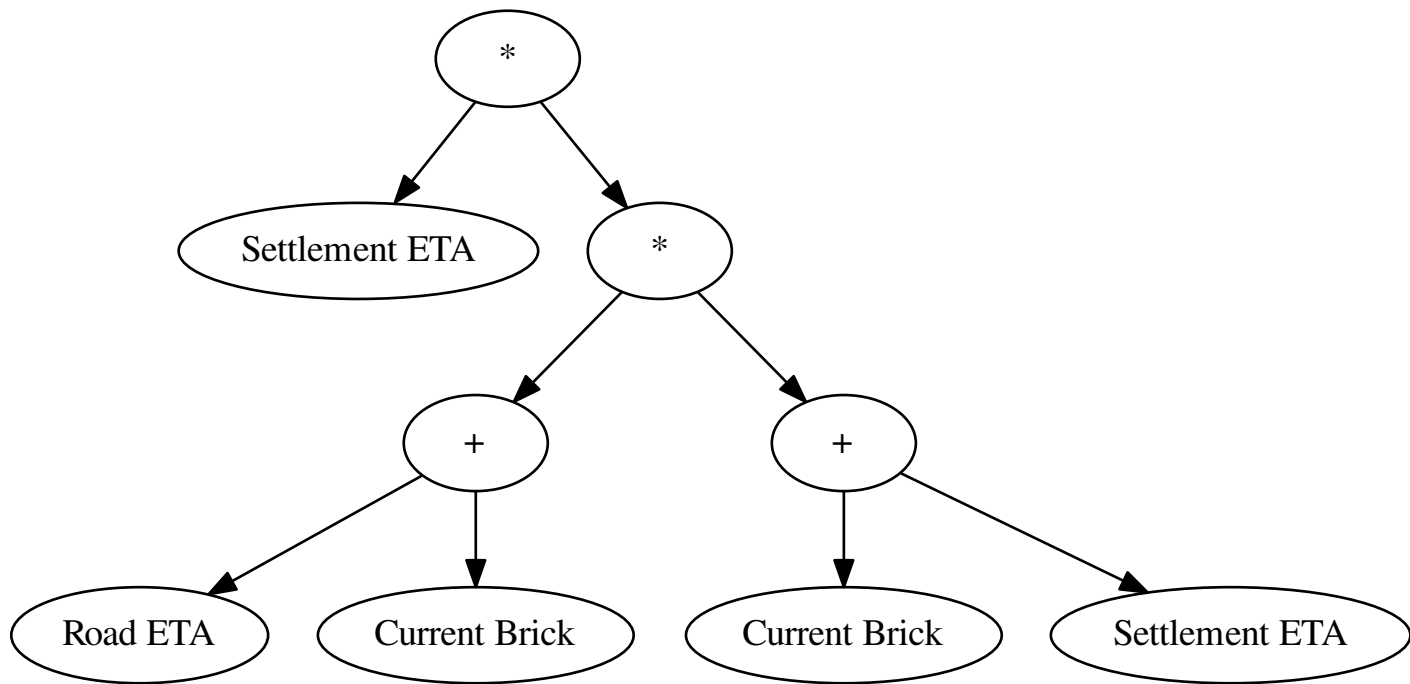 *
Settlement ETA
*
+
+
Road ETA
Current Brick
Current Brick
Settlement ETA